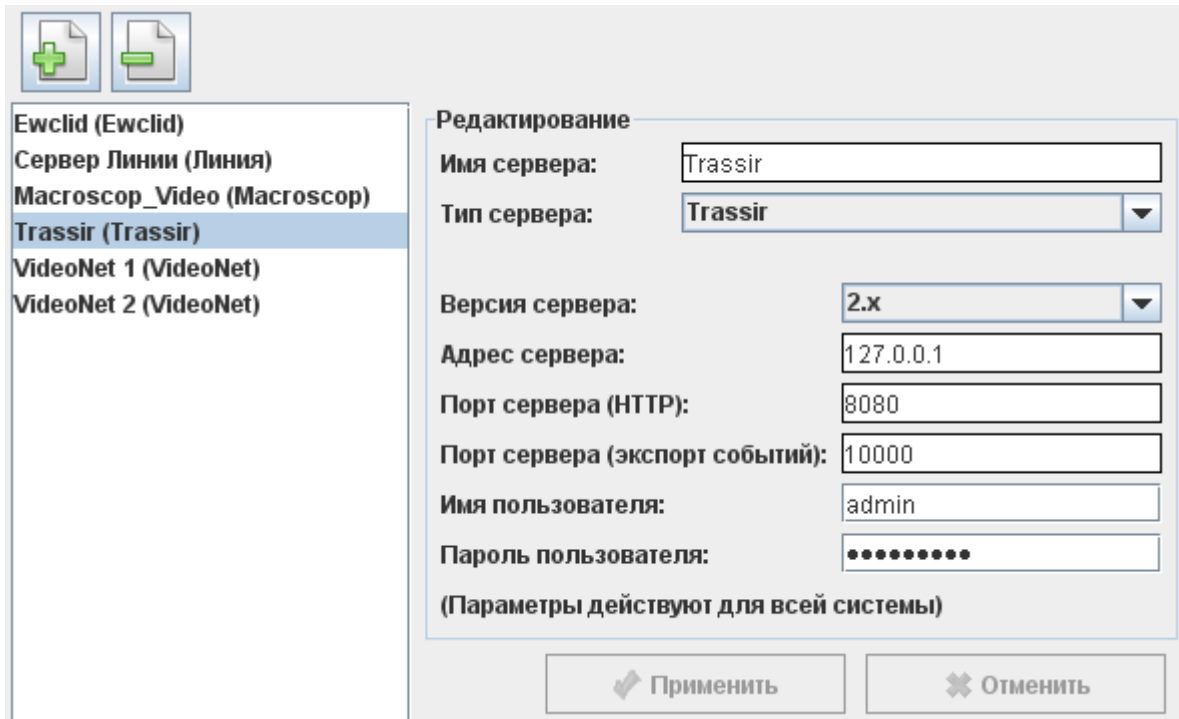 Ewclid (Ewclid)
Сервер Линии (Линия)
Macroscop_Video (Macroscop)
Trassir (Trassir)
VideoNet 1 (VideoNet)
VideoNet 2 (VideoNet)
Редактирование
Имя сервера: Trassir
Тип сервера: Trassir
Версия сервера: 2.x
Адрес сервера: 127.0.0.1
Порт сервера (HTTP): 8080
Порт сервера (экспорт событий): 10000
Имя пользователя: admin
Пароль пользователя: •••••••••
(Параметры действуют для всей системы)
Применить Отменить